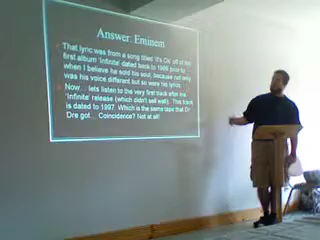 Answer: Eminem
That lyric was from a song titled 'It's Ok' off of his
first album 'Infinite' dated back to 1996 prior to
when I believe he sold his soul, because not only
was his voice different but so were his lyrics.
Now… lets listen to the very first track after the
'Infinite' release (which didn't sell well). This track
is dated to 1997. Which is the same tape that Dr.
Dre got… Coincidence? Not at all!